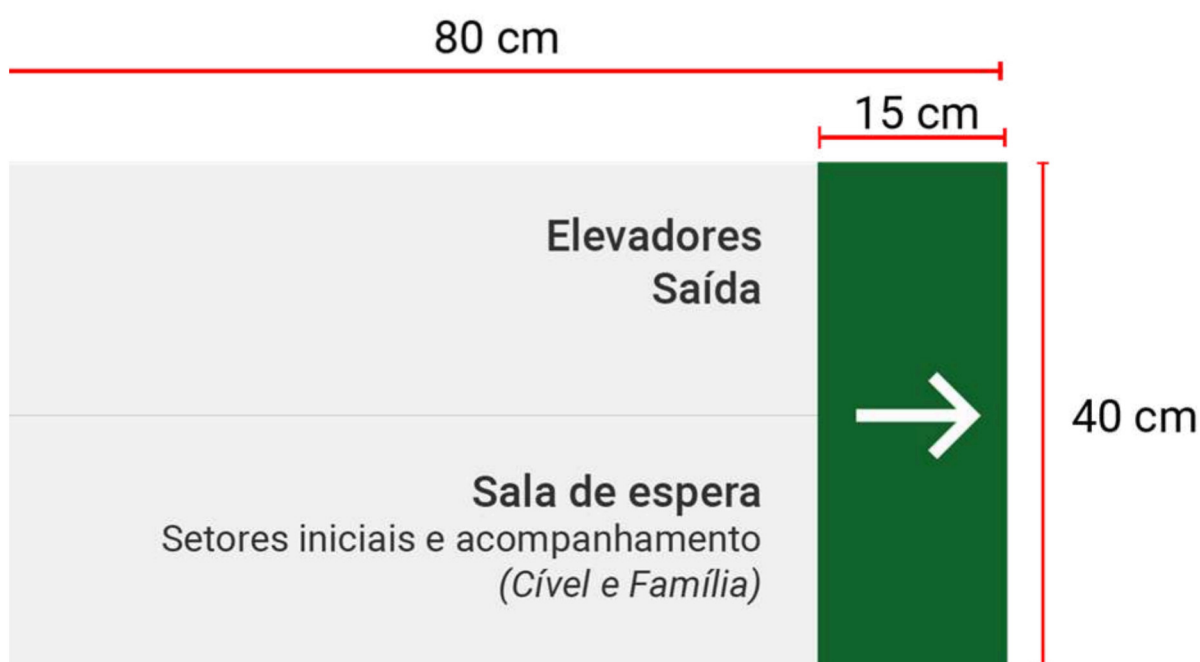 80 cm
15 cm
Elevadores
Saída
40 cm
Sala de espera
Setores iniciais e acompanhamento
(Cível e Família)